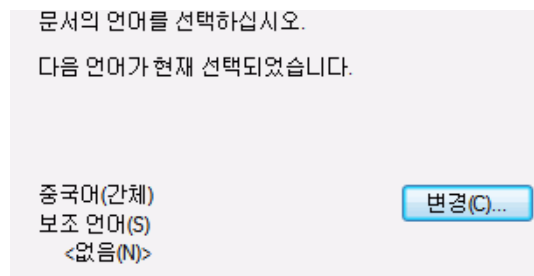 문서의 언어를 선택하십시오.
다음 언어가 현재 선택되었습니다.
중국어(간체)
변경(C)...
보조 언어(S)
<없음(N)>